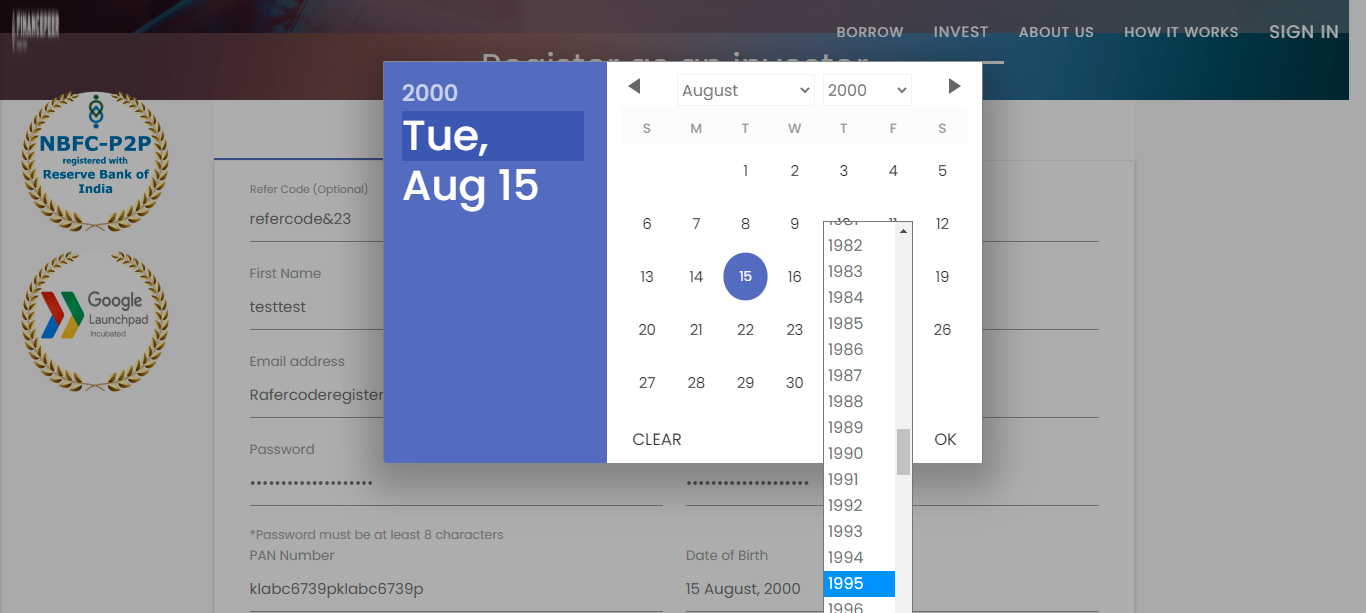 FINANCEPEER
BORROW INVEST ABOUT US HOW IT WORKS SIGN IN
Register as an investor
NBFC-P2P
registered with
Reserve Bank of
India
Google
Launchpad
Incubated
2000
Tue,
Aug 15
August 2000
S M T W T F S
1 2 3 4 5
6 7 8 9 10 11 12
13 14 15 16 19
20 21 22 23 26
27 28 29 30
CLEAR OK
1981
1982
1983
1984
1985
1986
1987
1988
1989
1990
1991
1992
1993
1994
1995
1996
Refer Code (Optional)
refercode&23
First Name
testtest
Email address
Rafercoderegister
Password
•••••••••••••••••••
•••••••••••••••••••
*Password must be at least 8 characters
PAN Number
klabc6739pklabc6739p
Date of Birth
15 August, 2000